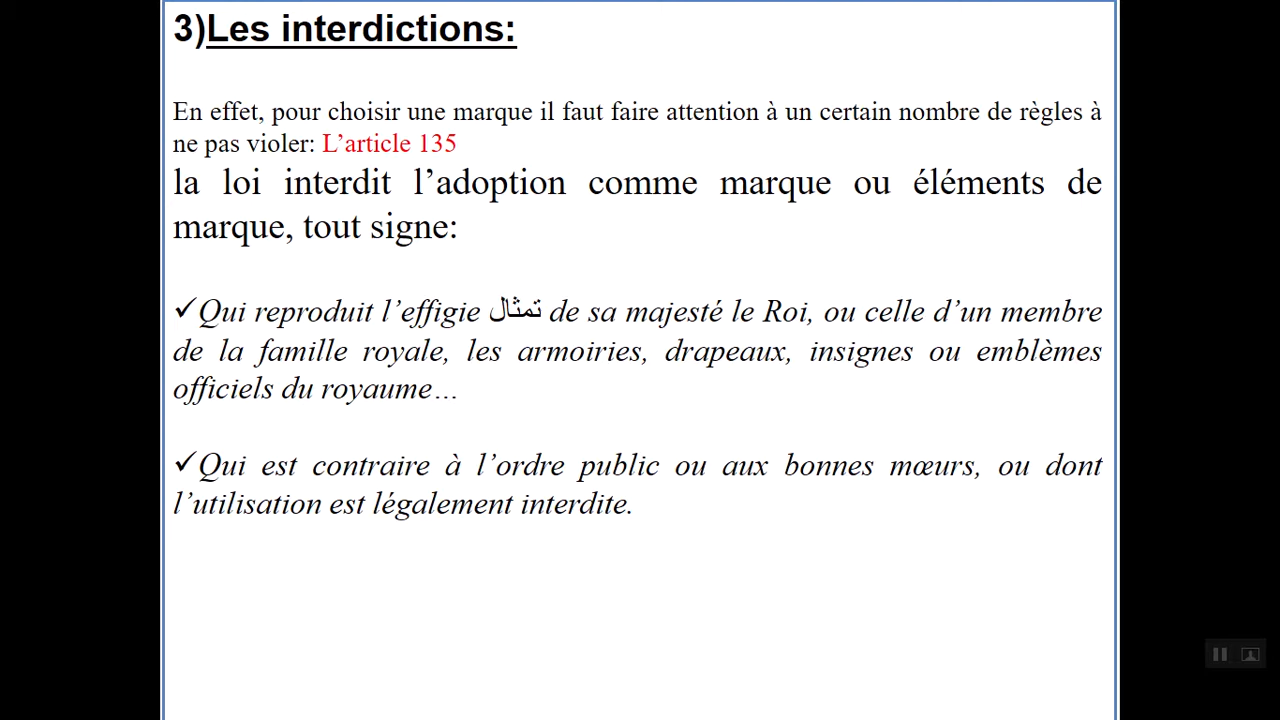 3)Les interdictions:
En effet, pour choisir une marque il faut faire attention à un certain nombre de règles à
ne pas violer: L’article 135
la loi interdit l’adoption comme marque ou éléments de
marque, tout signe:
✓Qui reproduit l’effigie تمثال de sa majesté le Roi, ou celle d’un membre
de la famille royale, les armoiries, drapeaux, insignes ou emblèmes
officiels du royaume…
✓Qui est contraire à l’ordre public ou aux bonnes mœurs, ou dont
l’utilisation est légalement interdite.